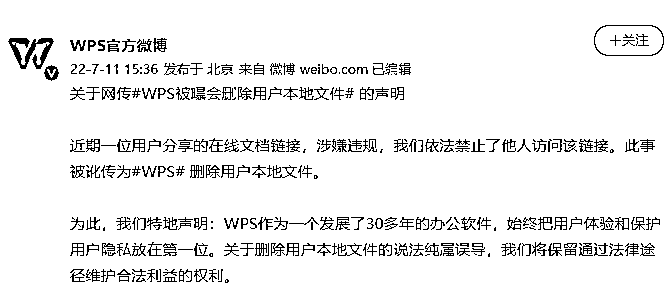 WPS官方微博
+关注
22-7-11 15:36 发布于 北京 来自 微博 weibo.com 已编辑
关于网传#WPS被曝会删除用户本地文件# 的声明
近期一位用户分享的在线文档链接，涉嫌违规，我们依法禁止了他人访问该链接。此事
被讹传为#WPS# 删除用户本地文件。
为此，我们特地声明：WPS作为一个发展了30多年的办公软件，始终把用户体验和保护
用户隐私放在第一位。关于删除用户本地文件的说法纯属误导，我们将保留通过法律途
径维护合法利益的权利。